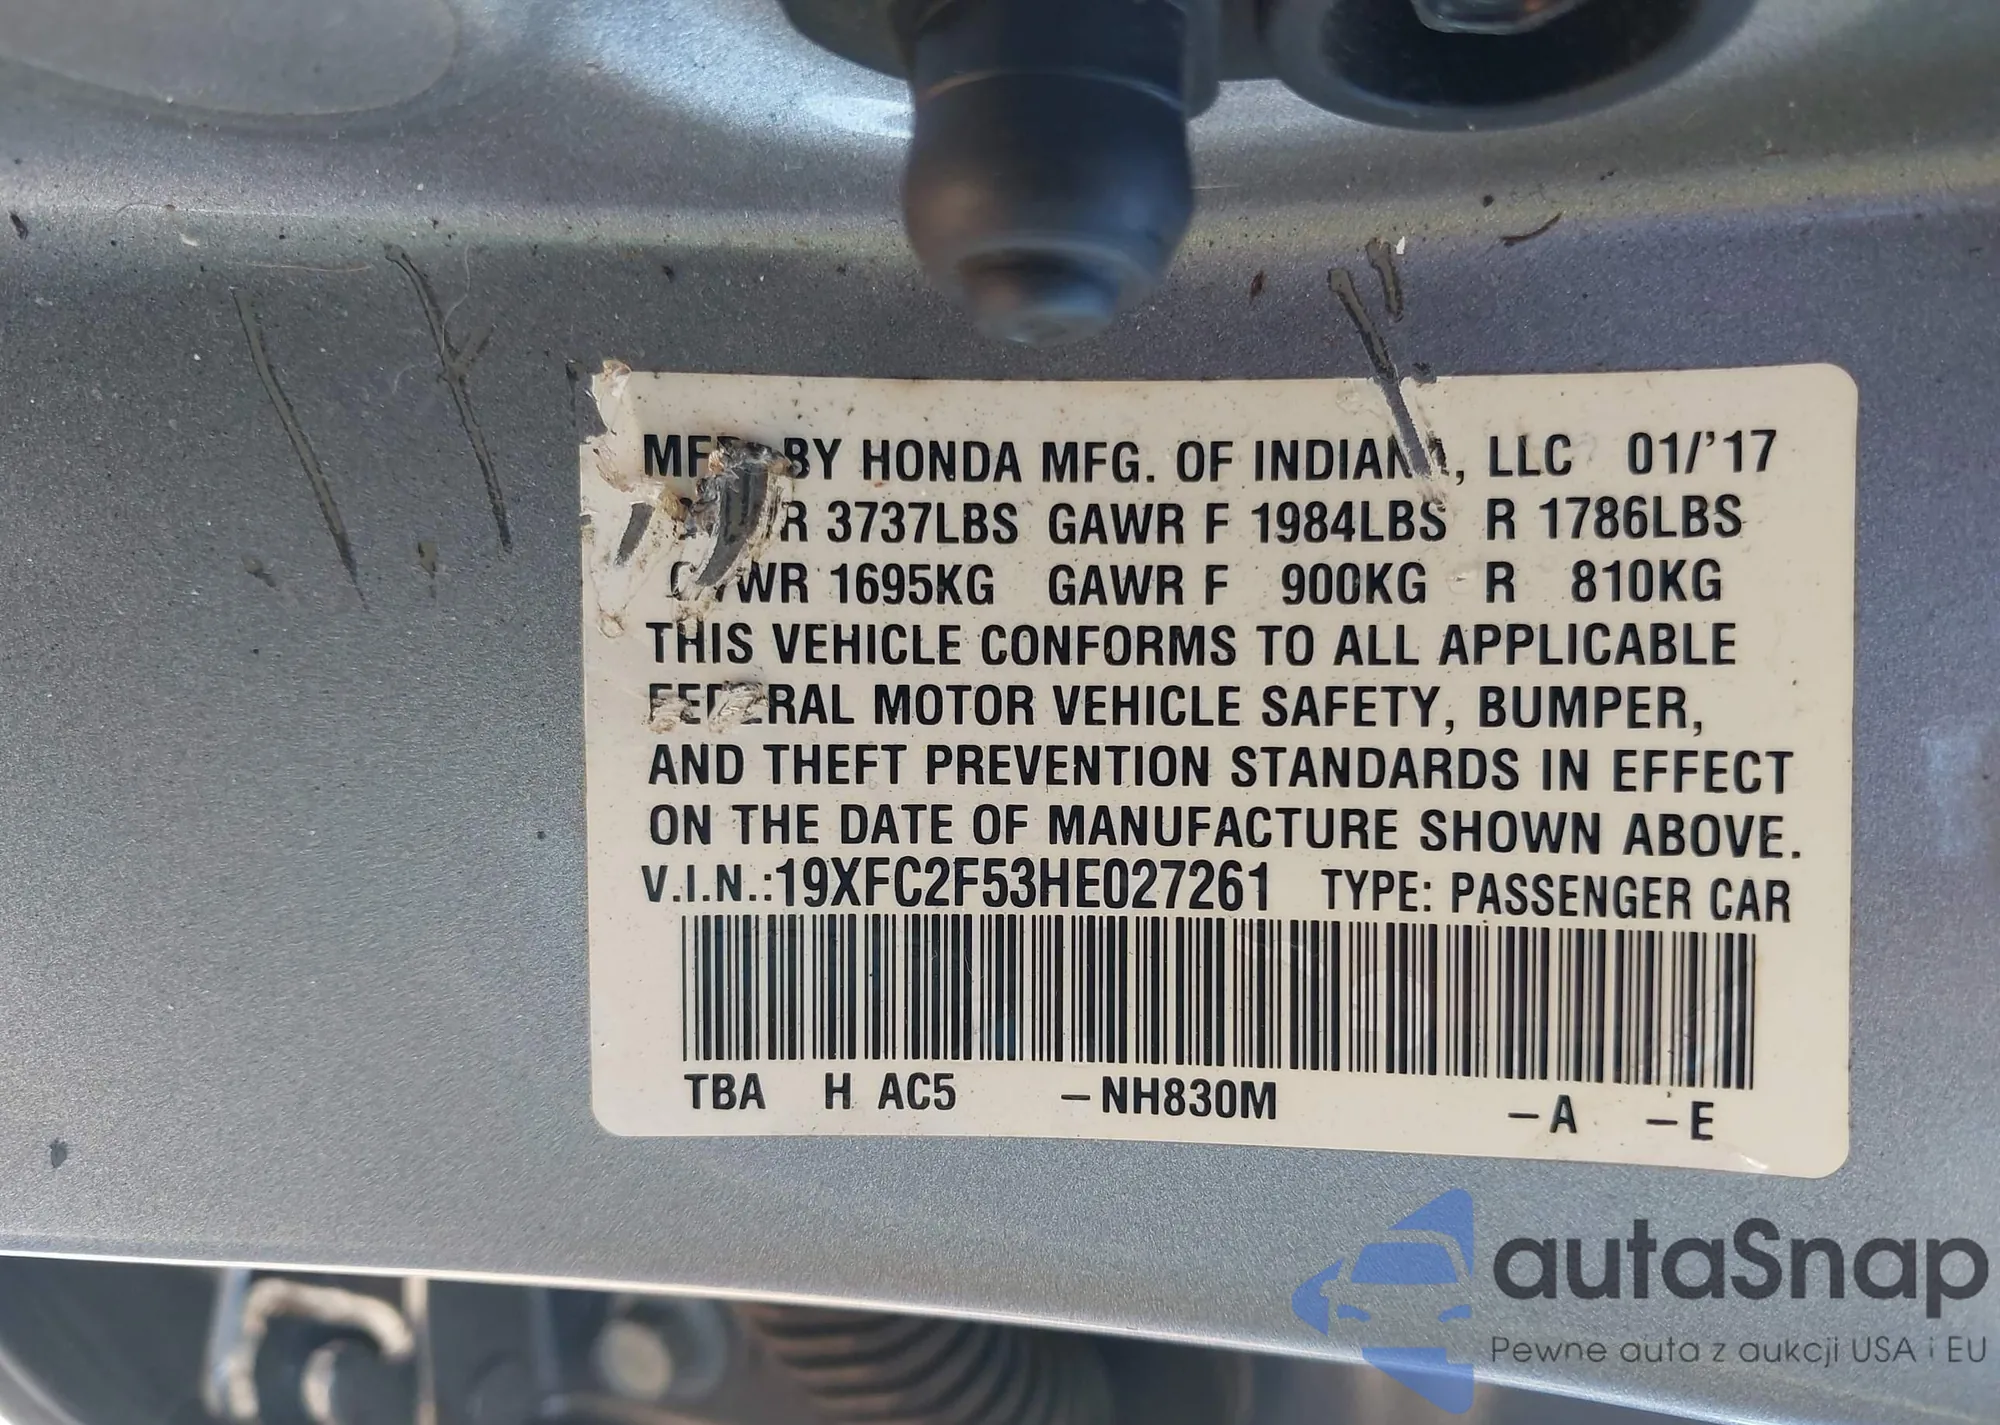 MFD. BY HONDA MFG. OF INDIANA, LLC 01/'17
3737LBS GAWR F 1984LBS R 1786LBS
1695KG GAWR F 900KG R 810KG
THIS VEHICLE CONFORMS TO ALL APPLICABLE
FEDERAL MOTOR VEHICLE SAFETY, BUMPER,
AND THEFT PREVENTION STANDARDS IN EFFECT
ON THE DATE OF MANUFACTURE SHOWN ABOVE.
V.I.N.:19XFC2F53HE027261 TYPE: PASSENGER CAR
TBA H AC5 –NH830M –A –E
autaSnap
Pewne auta z aukcji USA i EU